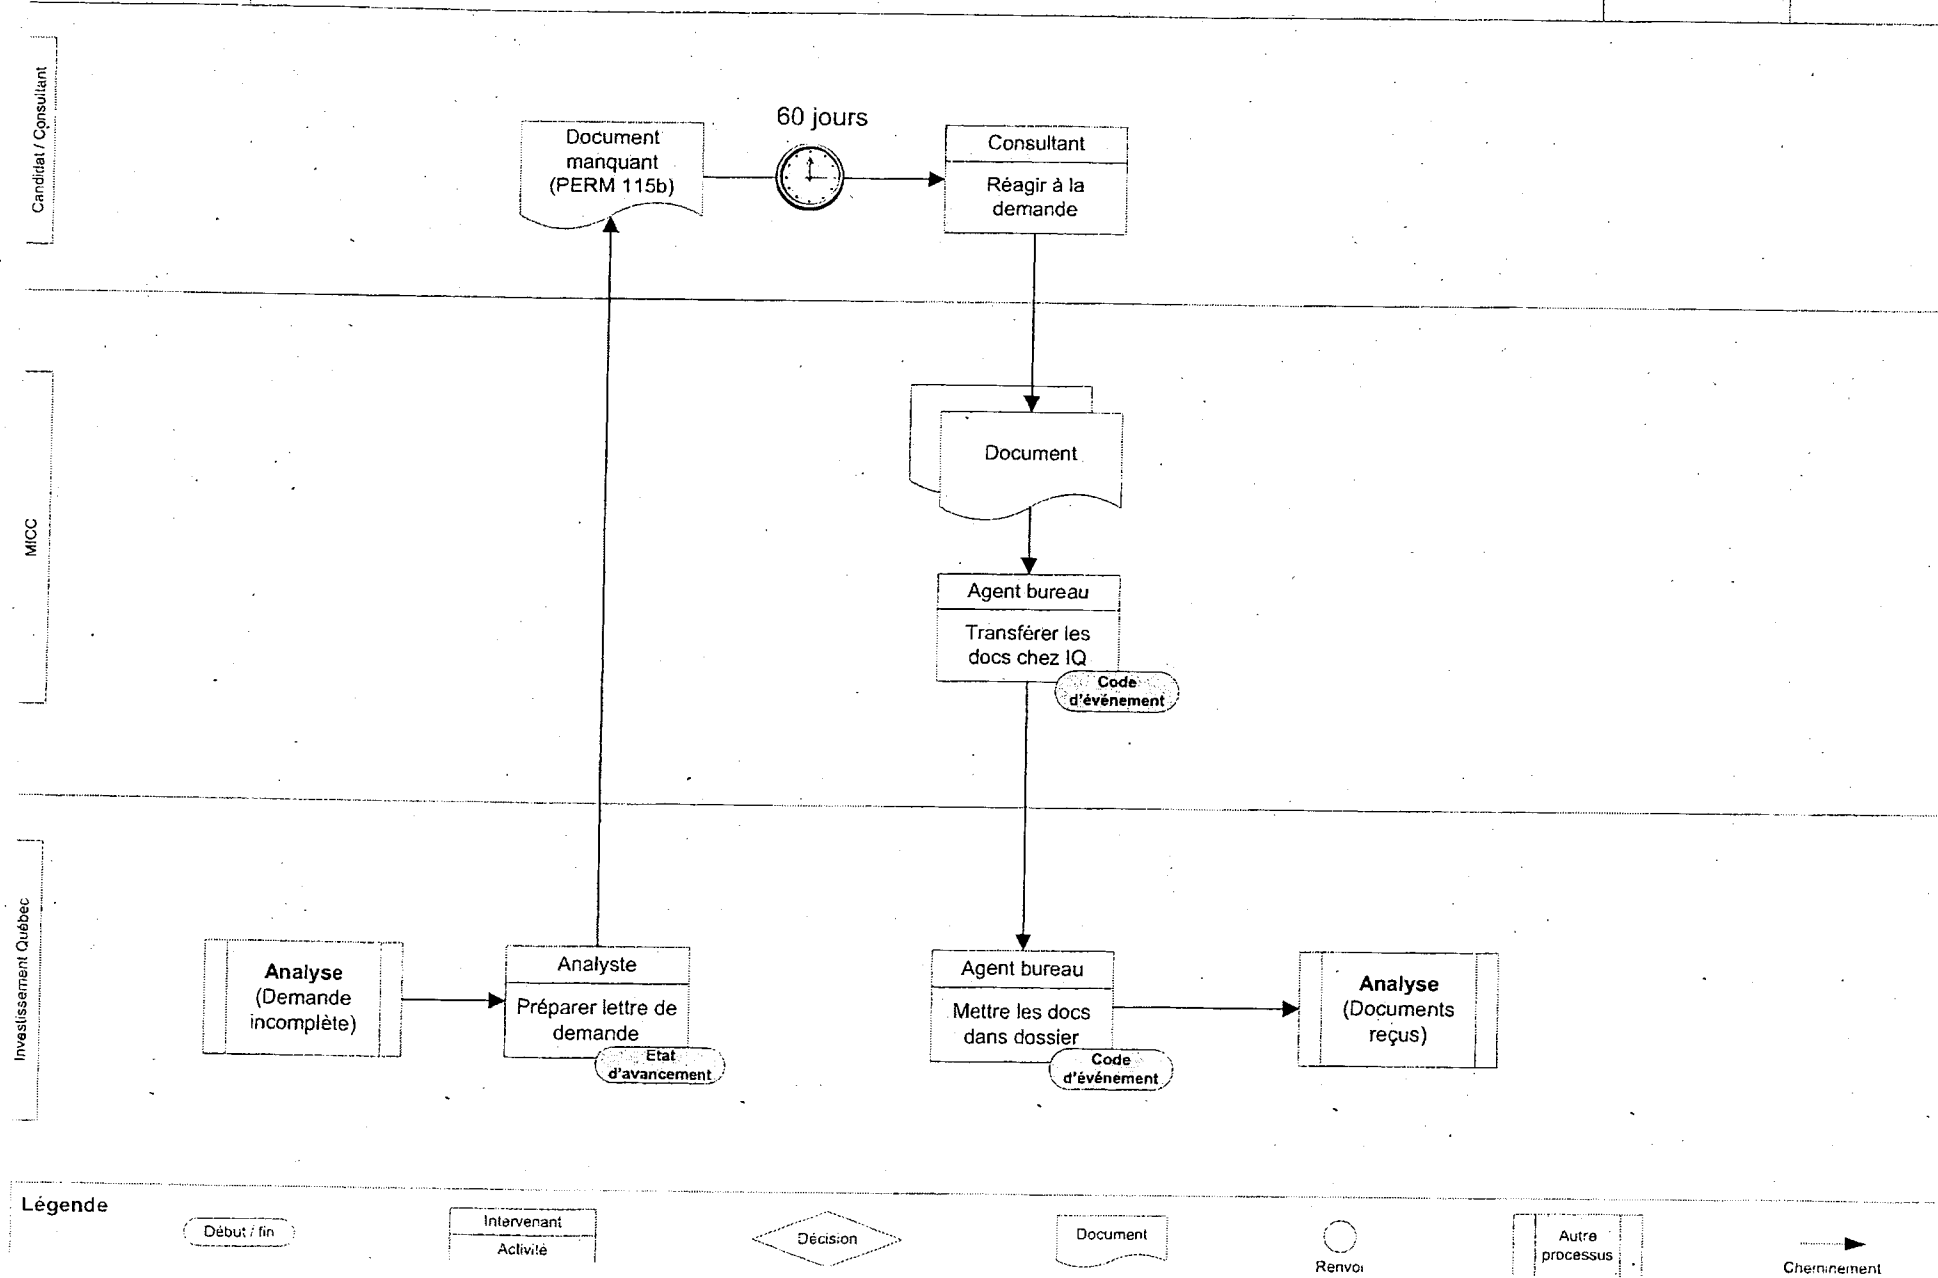 Candidat / Consultant
Document
manquant
(PERM 115b)
60 jours
Consultant
Réagir à la
demande
MICC
Document
Agent bureau
Transférer les
docs chez IQ
Code
d'événement
Investissement Québec
Analyse
(Demande
incomplète)
Analyste
Préparer lettre de
demande
Etat
d'avancement
Agent bureau
Mettre les docs
dans dossier
Code
d'événement
Analyse
(Documents
reçus)
Légende
Début / fin
Intervenant
Activité
Décision
Document
Renvoi
Autre
processus
Cheminement